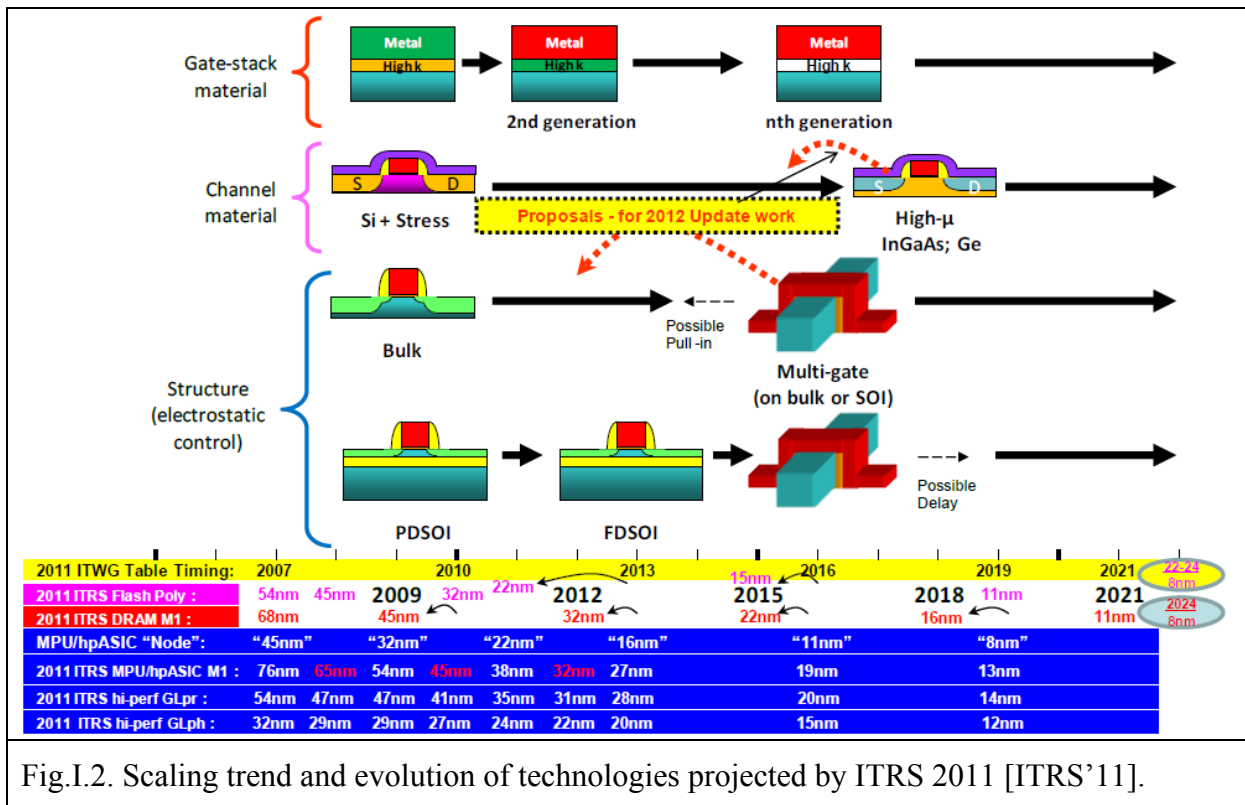 Metal
High k
Metal
High k
Metal
High k
Gate-stack
material
2nd generation
nth generation
Channel
material
S
D
S
D
Si + Stress
Proposals - for 2012 Update work
High-µ
InGaAs; Ge
Possible
Pull -in
Bulk
Multi-gate
(on bulk or SOI)
Structure
(electrostatic
control)
Possible
Delay
PDSOI
FDSOI
2011 ITWG Table Timing: 2007 2010 2013 2016 2019 2021 22-24
8nm
2011 ITRS Flash Poly : 54nm 45nm 2009 32nm 22nm 2012 15nm 2015 2018 11nm 2021
2011 ITRS DRAM M1 : 68nm 45nm 32nm 22nm 16nm 11nm 2024
8nm
MPU/hpASIC “Node”: “45nm” “32nm” “22nm” “16nm” “11nm” “8nm”
2011 ITRS MPU/hpASIC M1 : 76nm 65nm 54nm 45nm 38nm 32nm 27nm 19nm 13nm
2011 ITRS hi-perf GLpr : 54nm 47nm 47nm 41nm 35nm 31nm 28nm 20nm 14nm
2011 ITRS hi-perf GLph : 32nm 29nm 29nm 27nm 24nm 22nm 20nm 15nm 12nm
Fig.I.2. Scaling trend and evolution of technologies projected by ITRS 2011 [ITRS’11].